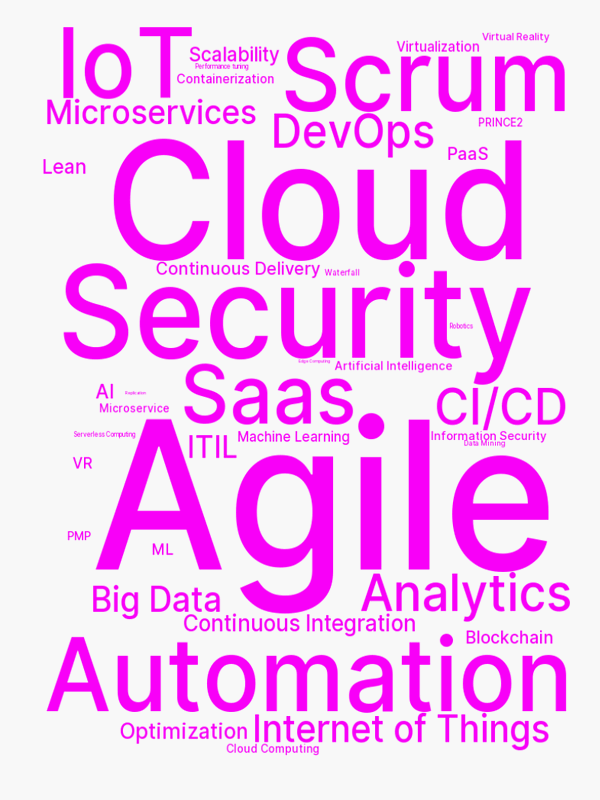 IoT
Scalability
Virtual Reality
Virtualization
Performance tuning
Scrum
Containerization
Microservices
PRINCE2
DevOps
PaaS
Lean
Cloud
Continuous Delivery
Waterfall
Security
Robotics
Edge Computing
Artificial Intelligence
AI
Replication
Saas
CI/CD
Microservice
Serverless Computing
ITIL
Machine Learning
Information Security
Data Mining
VR
Agile
PMP
ML
Big Data
Analytics
Continuous Integration
Blockchain
Automation
Optimization
Internet of Things
Cloud Computing